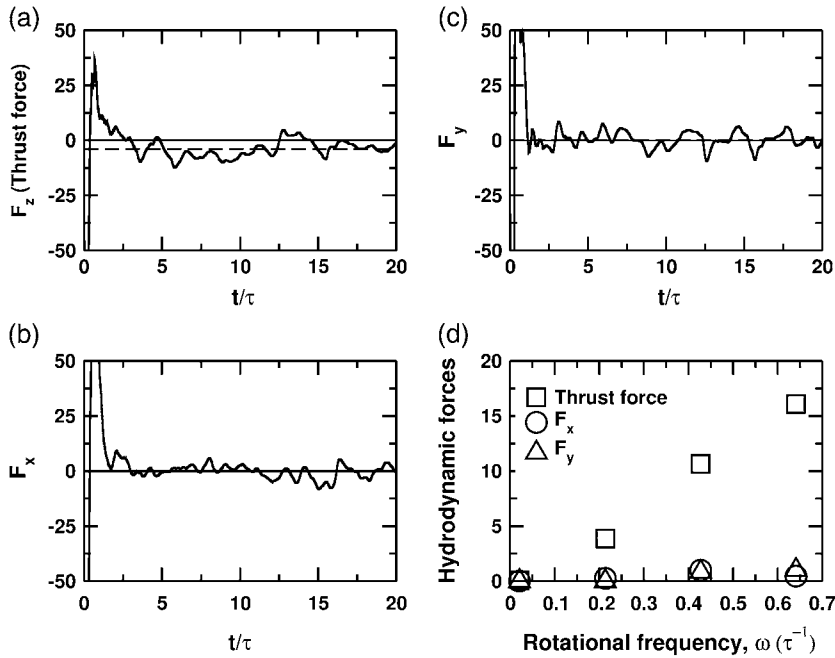 (a)
50
25
0
-25
-50
F_z (Thrust force)
0 5 10 15 20
t/τ
(c)
50
25
0
-25
-50
F_y
0 5 10 15 20
t/τ
(b)
50
25
0
-25
-50
F_x
0 5 10 15 20
t/τ
(d)
20
15
10
5
0
Hydrodynamic forces
Thrust force
F_x
F_y
0 0.1 0.2 0.3 0.4 0.5 0.6 0.7
Rotational frequency, ω (τ⁻¹)